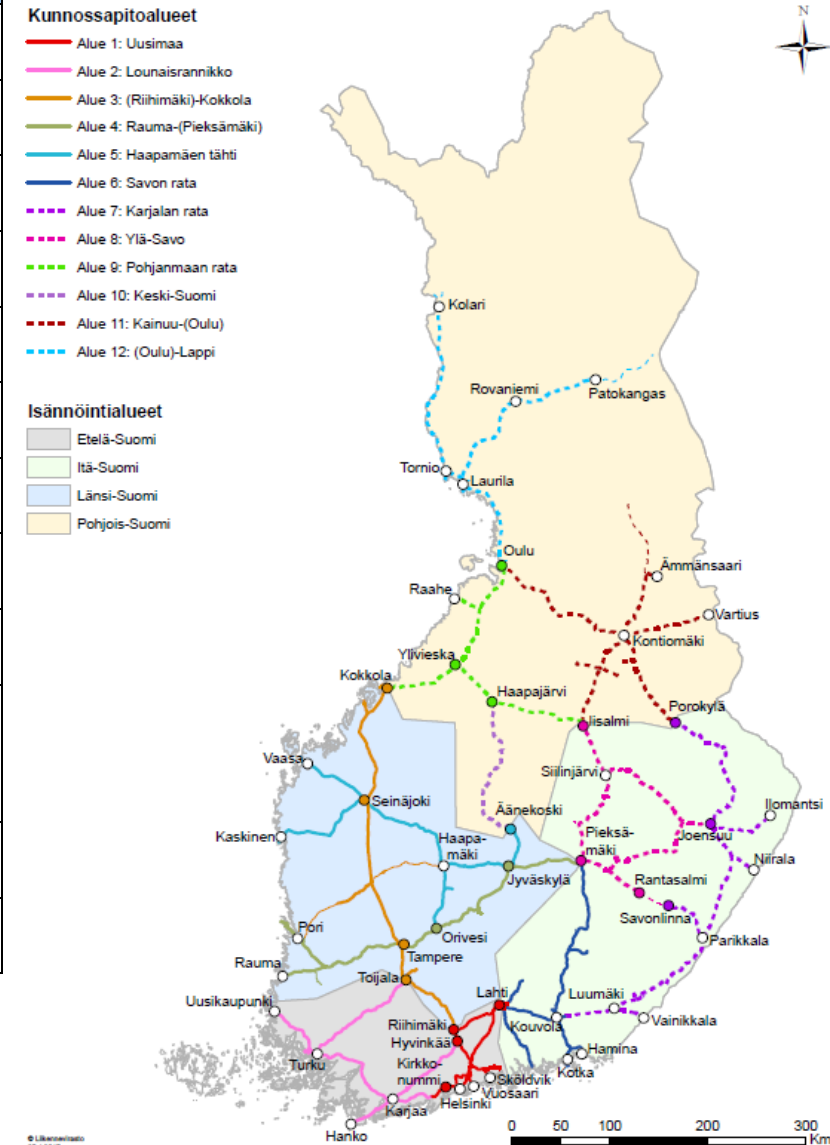 Kunnossapitoalueet
Alue 1: Uusimaa
Alue 2: Lounaisrannikko
Alue 3: (Riihimäki)-Kokkola
Alue 4: Rauma-(Pieksämäki)
Alue 5: Haapamäen tähti
Alue 6: Savon rata
Alue 7: Karjalan rata
Alue 8: Ylä-Savo
Alue 9: Pohjanmaan rata
Alue 10: Keski-Suomi
Alue 11: Kainuu-(Oulu)
Alue 12: (Oulu)-Lappi
Isännöintialueet
Etelä-Suomi
Itä-Suomi
Länsi-Suomi
Pohjois-Suomi
N
Kolari
Rovaniemi
Patokangas
Tornio
Laurila
Oulu
Ämmänsaari
Raahe
Vartius
Kontiomäki
Ylivieska
Kokkola
Haapajärvi
Porokylä
Iisalmi
Siilinjärvi
Vaasa
Seinäjoki
Äänekoski
Ilomantsi
Kaskinen
Haapa-
mäki
Pieksä-
mäki
Joensuu
Jyväskylä
Niirala
Rantasalmi
Savonlinna
Pori
Orivesi
Parikkala
Tampere
Rauma
Toijala
Lahti
Luumäki
Uusikaupunki
Riihimäki
Kouvola
Vainikkala
Hyvinkää
Turku
Kirkko-
nummi
Hamina
Sköldvik
Kotka
Vuosaari
Helsinki
Karjaa
Hanko
0 50 100 200 300
Km
© Liikennevirasto